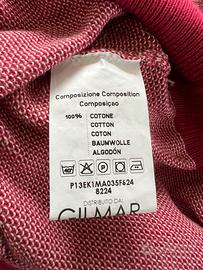 Composizione Composition
Composiçao
100% COTONE
COTTON
COTON
BAUMWOLLE
ALGODÓN
P13EK1MA035F624
8224
DISTRIBUTO DA:
GILMAR